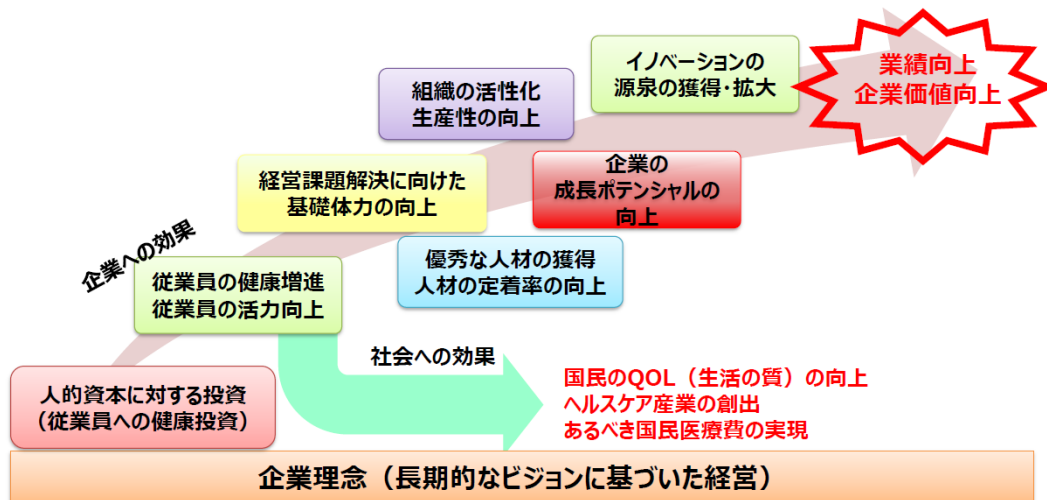 イノベーションの
源泉の獲得・拡大
業績向上
企業価値向上
組織の活性化
生産性の向上
企業の
成長ポテンシャルの
向上
経営課題解決に向けた
基礎体力の向上
優秀な人材の獲得
人材の定着率の向上
企業への効果
従業員の健康増進
従業員の活力向上
社会への効果
人的資本に対する投資
（従業員への健康投資）
国民のQOL（生活の質）の向上
ヘルスケア産業の創出
あるべき国民医療費の実現
企業理念（長期的なビジョンに基づいた経営）